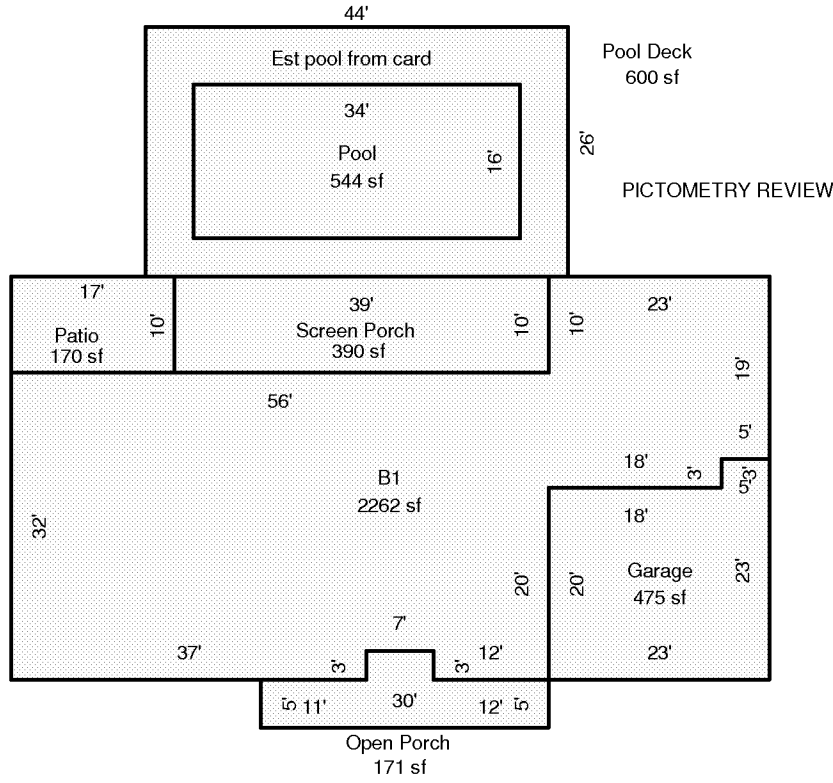 44'
Est pool from card
Pool Deck
600 sf
34'
Pool
544 sf
16'
26'
PICTOMETRY REVIEW
17'
Patio
170 sf
10'
39'
Screen Porch
390 sf
10'
10'
23'
19'
56'
5'
18'
3'
5'
3'
B1
2262 sf
18'
32'
20'
20'
Garage
475 sf
23'
7'
37'
3'
3'
12'
23'
5'
11'
30'
12'
5'
Open Porch
171 sf